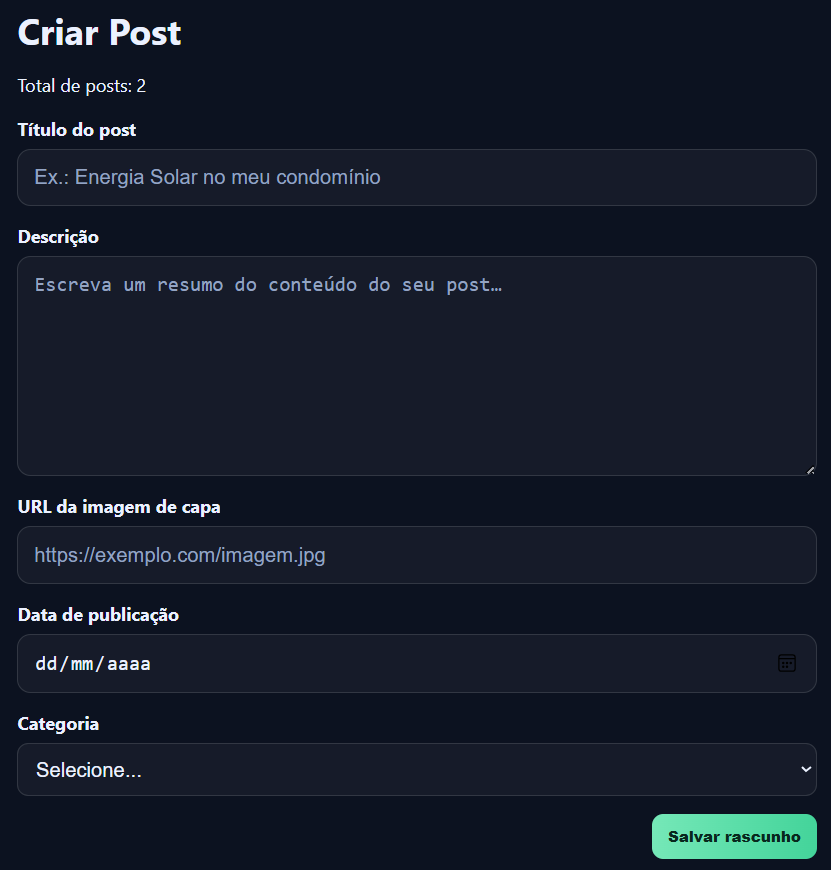 Criar Post
Total de posts: 2
Título do post
Ex.: Energia Solar no meu condomínio
Descrição
Escreva um resumo do conteúdo do seu post…
URL da imagem de capa
https://exemplo.com/imagem.jpg
Data de publicação
dd/mm/aaaa
Categoria
Selecione...
Salvar rascunho